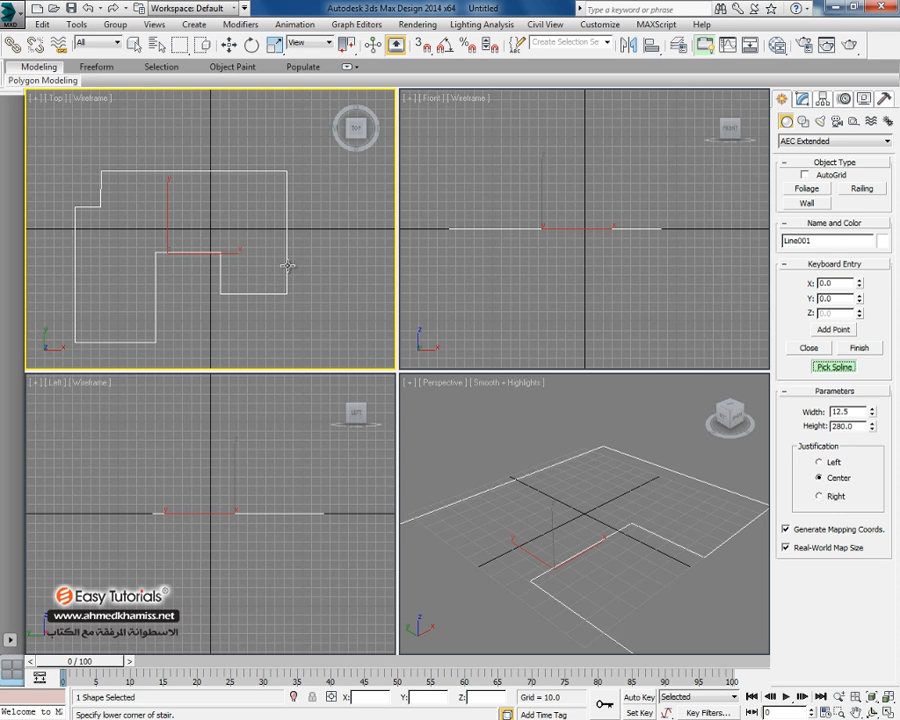 Workspace: Default
Autodesk 3ds Max Design 2014 x64    Untitled
Type a keyword or phrase
MXD
Edit Tools Group Views Create Modifiers Animation Graph Editors Rendering Lighting Analysis Civil View Customize MAXScript Help
All
View
Create Selection Se
Modeling Freeform Selection Object Paint Populate
Polygon Modeling
[ + ] [ Top ] [ Wireframe ]
[ + ] [ Front ] [ Wireframe ]
TOP
FRONT
AEC Extended
Object Type
AutoGrid
Foliage Railing
Wall
Name and Color
Line001
Keyboard Entry
X: 0.0
Y: 0.0
Z: 0.0
Add Point
Close Finish
Pick Spline
[ + ] [ Left ] [ Wireframe ]
[ + ] [ Perspective ] [ Smooth + Highlights ]
LEFT
Parameters
Width: 12.5
Height: 280.0
Justification
Left
Center
Right
Generate Mapping Coords.
Real-World Map Size
Easy Tutorials
www.ahmedkhamiss.net
الاسطوانة المرفقة مع الكتاب
0 / 100
0 5 10 15 20 25 30 35 40 45 50 55 60 65 70 75 80 85 90 95 100
1 Shape Selected
X: Y: Z:
Grid = 10.0
Auto Key Selected
Welcome to M
Specify lower corner of stair.
Add Time Tag
Set Key Key Filters...
0